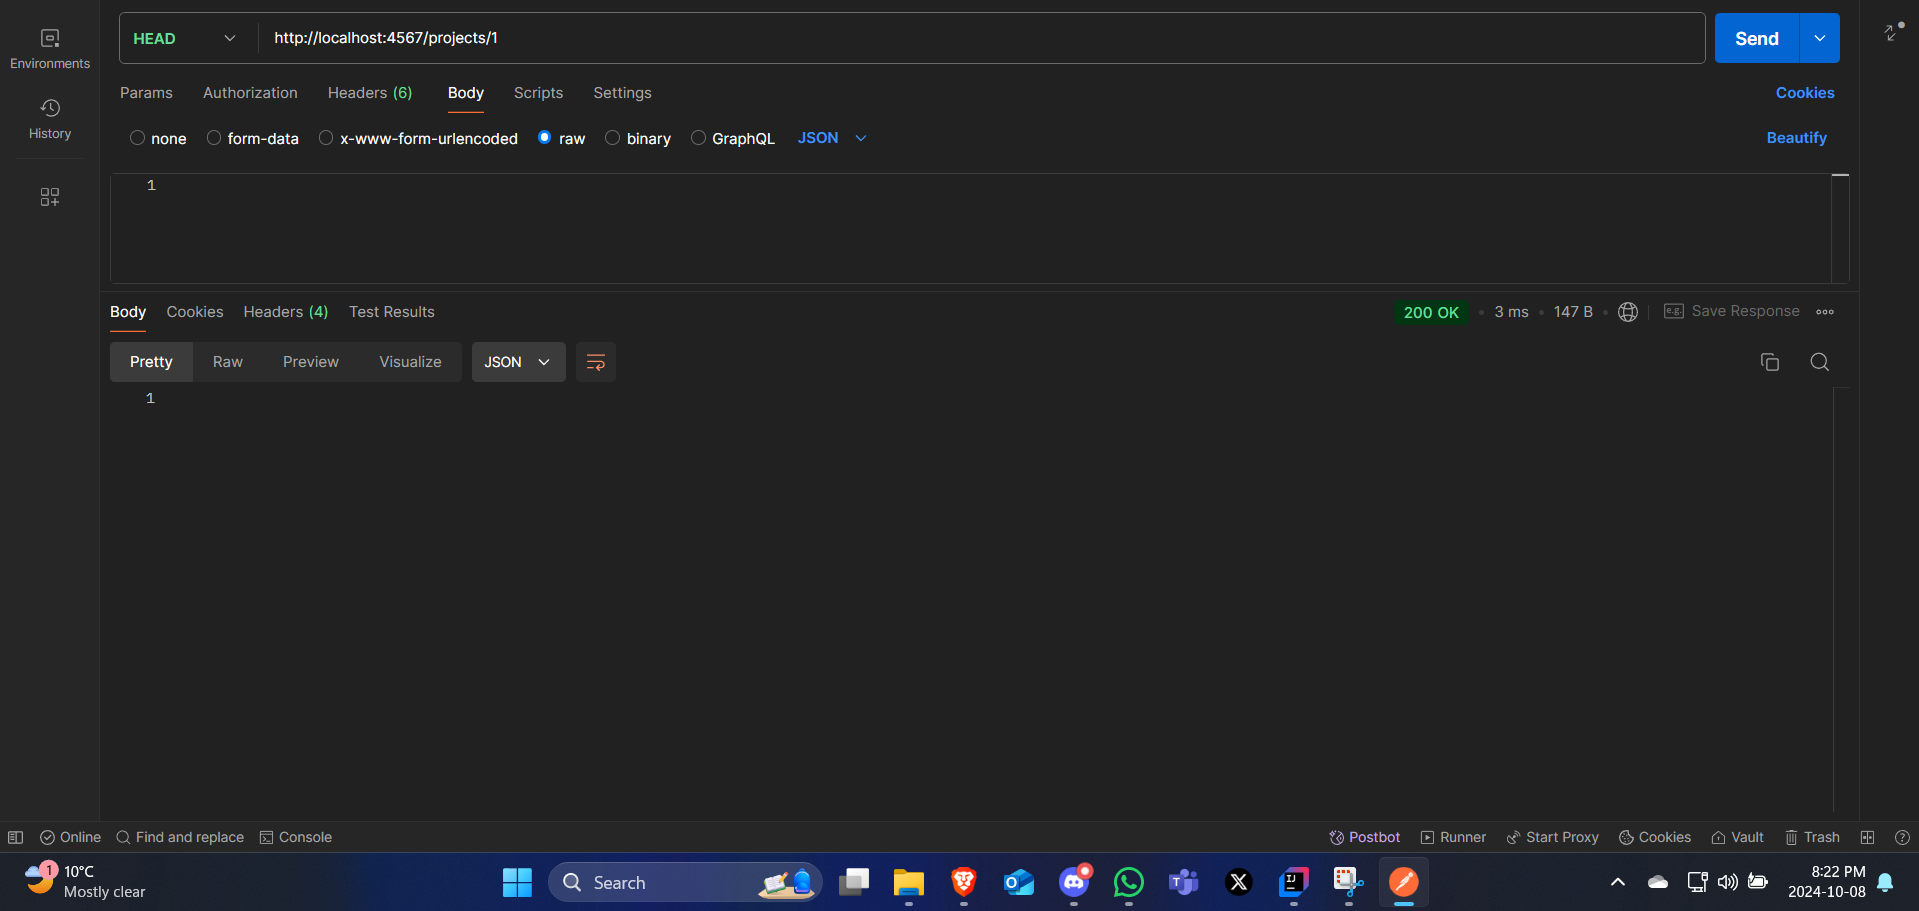 Environments
History
HEAD
http://localhost:4567/projects/1
Send
Params Authorization Headers (6) Body Scripts Settings
Cookies
none form-data x-www-form-urlencoded raw binary GraphQL JSON
Beautify
1
Body Cookies Headers (4) Test Results
200 OK • 3 ms • 147 B •
e.g. Save Response
Pretty Raw Preview Visualize JSON
1
Online Find and replace Console
Postbot Runner Start Proxy Cookies Vault Trash
1
10°C
Mostly clear
Search
8:22 PM
2024-10-08